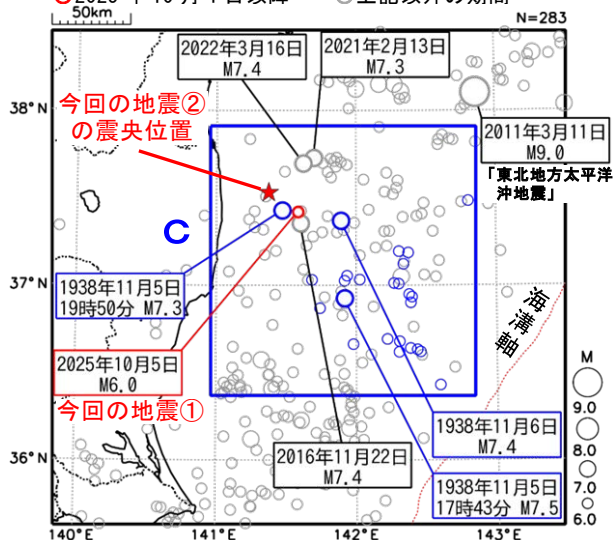 50km
N=283
2022年3月16日
M7.4
2021年2月13日
M7.3
38°N
今回の地震②
の震央位置
2011年3月11日
M9.0
「東北地方太平洋
沖地震」
C
37°N
1938年11月5日
19時50分 M7.3
海溝軸
2025年10月5日
M6.0
今回の地震①
M
9.0
8.0
7.0
6.0
1938年11月6日
M7.4
2016年11月22日
M7.4
36°N
1938年11月5日
17時43分 M7.5
140°E
141°E
142°E
143°E